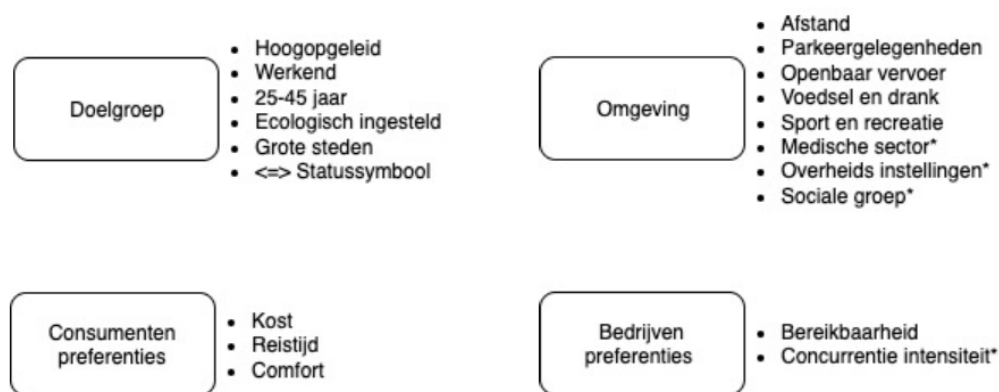 Doelgroep
• Hoogopgeleid
• Werkend
• 25-45 jaar
• Ecologisch ingesteld
• Grote steden
• <=> Statussymbool
Omgeving
• Afstand
• Parkeergelegenheden
• Openbaar vervoer
• Voedsel en drank
• Sport en recreatie
• Medische sector*
• Overheids instellingen*
• Sociale groep*
Consumenten
preferenties
• Kost
• Reistijd
• Comfort
Bedrijven
preferenties
• Bereikbaarheid
• Concurrentie intensiteit*